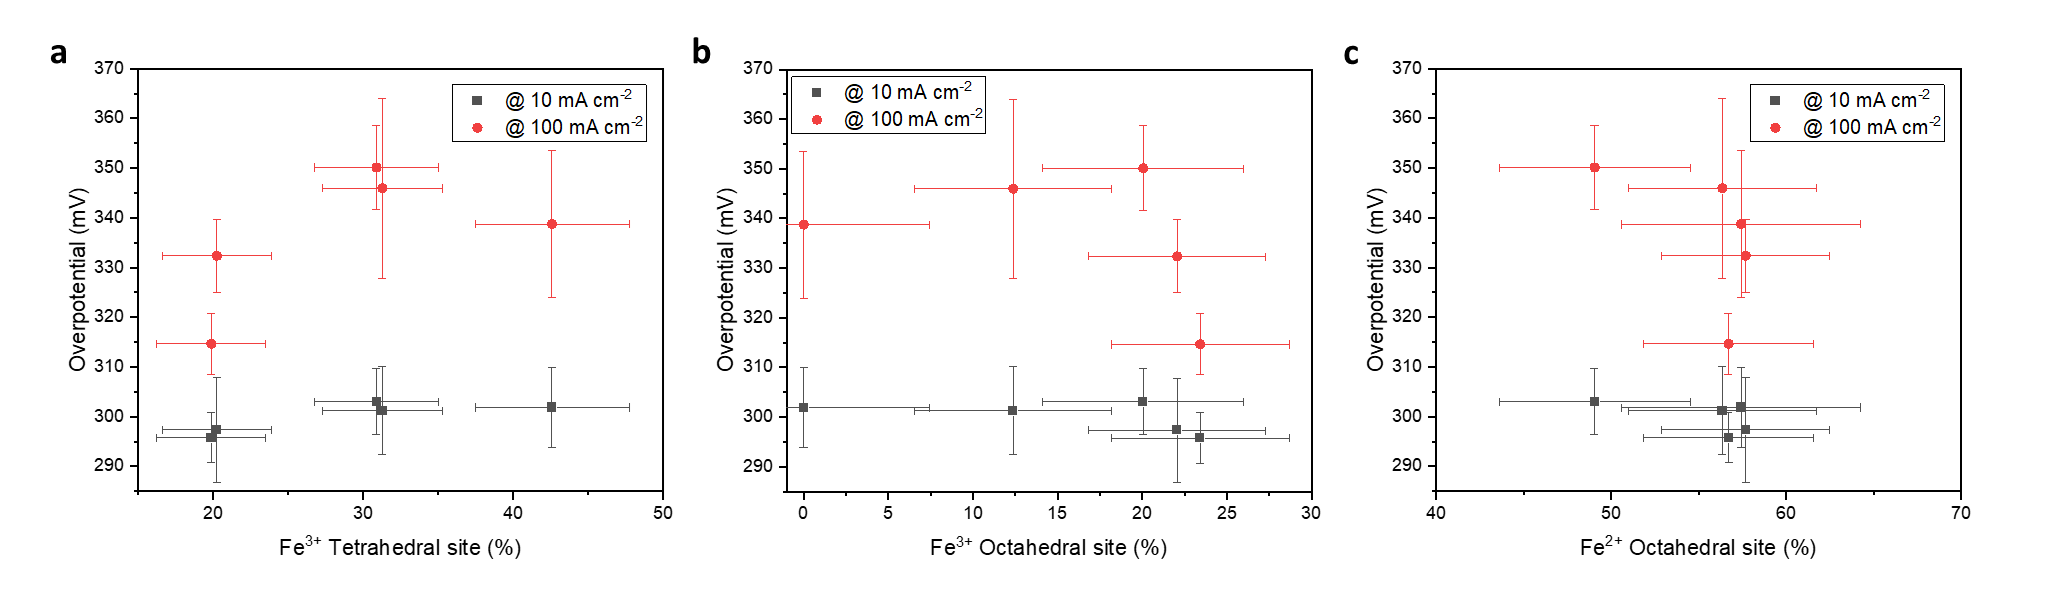 a
370
360
350
340
330
320
310
300
290
Overpotential (mV)
@ 10 mA cm-2
@ 100 mA cm-2
20
30
40
50
Fe3+ Tetrahedral site (%)
b
370
360
350
340
330
320
310
300
290
Overpotential (mV)
@ 10 mA cm-2
@ 100 mA cm-2
0
5
10
15
20
25
30
Fe3+ Octahedral site (%)
c
370
360
350
340
330
320
310
300
290
Overpotential (mV)
@ 10 mA cm-2
@ 100 mA cm-2
40
50
60
70
Fe2+ Octahedral site (%)